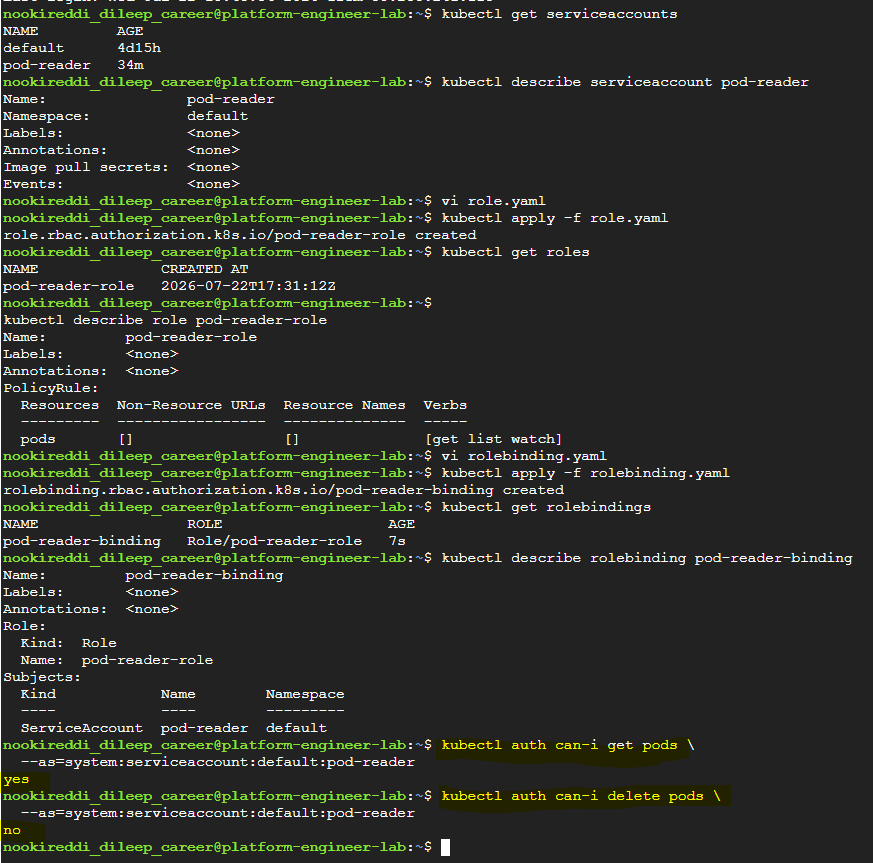 nookireddi_dileep_career@platform-engineer-lab:~$ kubectl get serviceaccounts
NAME         AGE
default      4d15h
pod-reader   34m
nookireddi_dileep_career@platform-engineer-lab:~$ kubectl describe serviceaccount pod-reader
Name:                pod-reader
Namespace:           default
Labels:              <none>
Annotations:         <none>
Image pull secrets:  <none>
Events:              <none>
nookireddi_dileep_career@platform-engineer-lab:~$ vi role.yaml
nookireddi_dileep_career@platform-engineer-lab:~$ kubectl apply -f role.yaml
role.rbac.authorization.k8s.io/pod-reader-role created
nookireddi_dileep_career@platform-engineer-lab:~$ kubectl get roles
NAME              CREATED AT
pod-reader-role   2026-07-22T17:31:12Z
nookireddi_dileep_career@platform-engineer-lab:~$
kubectl describe role pod-reader-role
Name:         pod-reader-role
Labels:       <none>
Annotations:  <none>
PolicyRule:
  Resources  Non-Resource URLs  Resource Names  Verbs
  ---------  -----------------  --------------  -----
  pods       []                 []              [get list watch]
nookireddi_dileep_career@platform-engineer-lab:~$ vi rolebinding.yaml
nookireddi_dileep_career@platform-engineer-lab:~$ kubectl apply -f rolebinding.yaml
rolebinding.rbac.authorization.k8s.io/pod-reader-binding created
nookireddi_dileep_career@platform-engineer-lab:~$ kubectl get rolebindings
NAME                 ROLE                   AGE
pod-reader-binding   Role/pod-reader-role   7s
nookireddi_dileep_career@platform-engineer-lab:~$ kubectl describe rolebinding pod-reader-binding
Name:         pod-reader-binding
Labels:       <none>
Annotations:  <none>
Role:
  Kind:  Role
  Name:  pod-reader-role
Subjects:
  Kind            Name        Namespace
  ----            ----        ---------
  ServiceAccount  pod-reader  default
nookireddi_dileep_career@platform-engineer-lab:~$ kubectl auth can-i get pods \
  --as=system:serviceaccount:default:pod-reader
yes
nookireddi_dileep_career@platform-engineer-lab:~$ kubectl auth can-i delete pods \
  --as=system:serviceaccount:default:pod-reader
no
nookireddi_dileep_career@platform-engineer-lab:~$